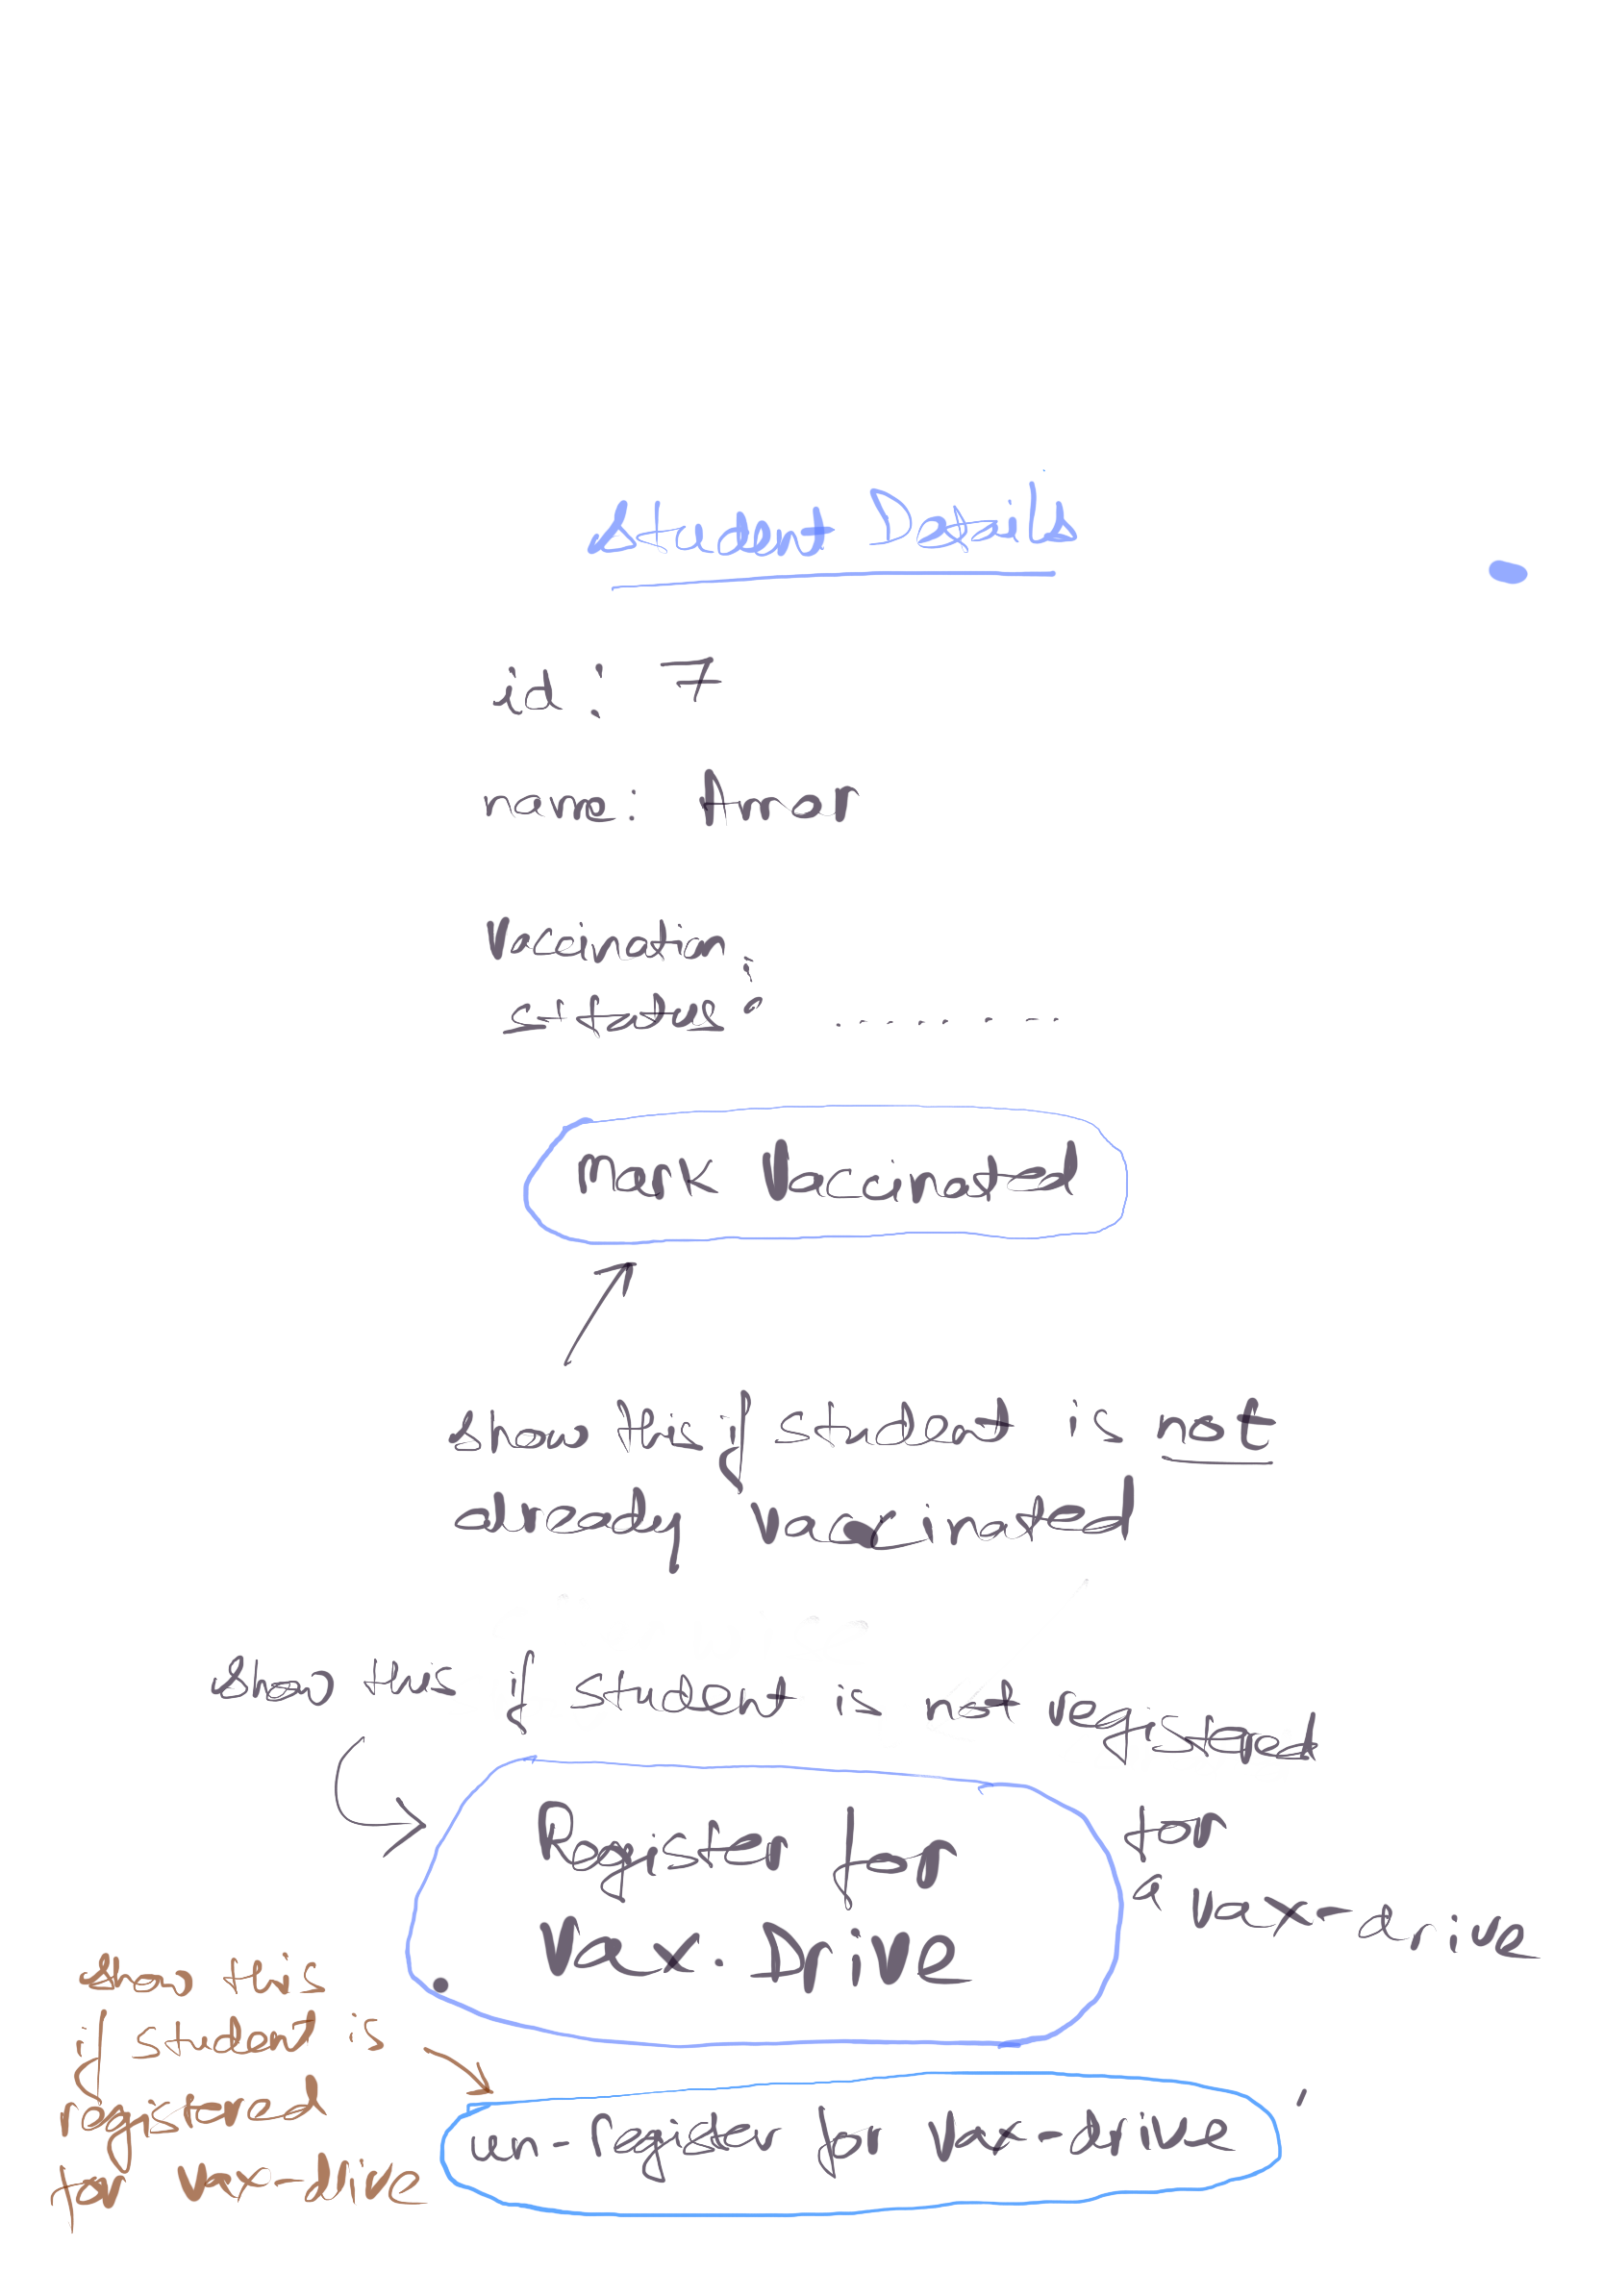 Student Details
id: 7
name: Amar
Vaccination
status: ........
Mark Vaccinated
show this if student is not
already vaccinated
show this if student is not registered
for
a vax-drive
Register for
Vax. Drive
show this
if student is
registered
for vax-drive
un-register for vax-drive